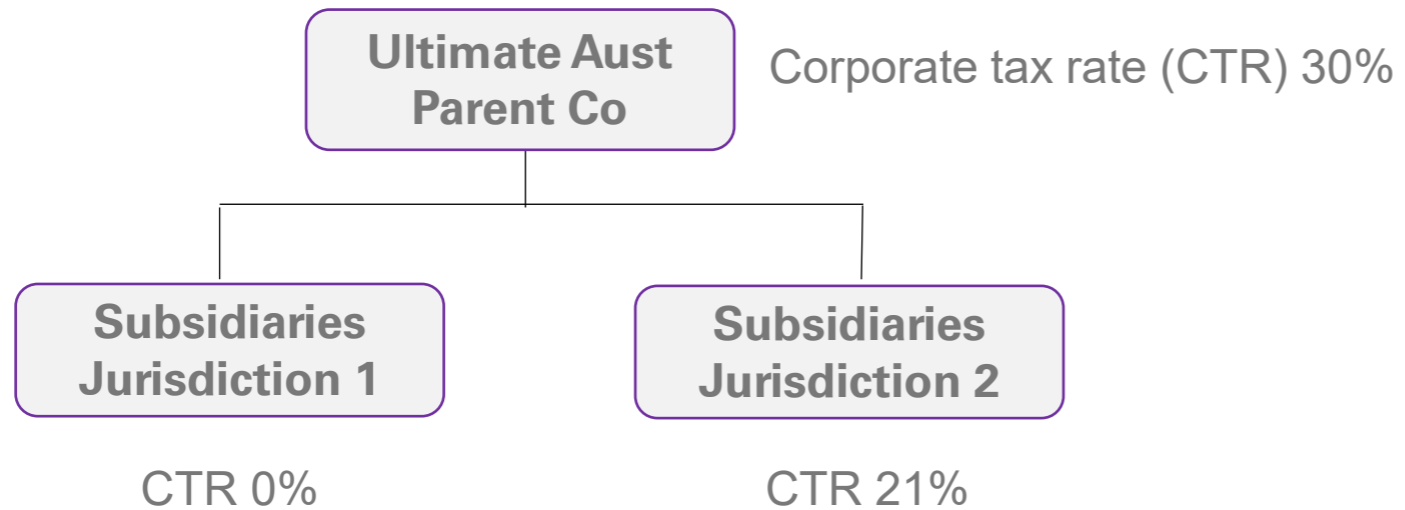 Ultimate Aust
Parent Co
Corporate tax rate (CTR) 30%
Subsidiaries
Jurisdiction 1
Subsidiaries
Jurisdiction 2
CTR 0%
CTR 21%